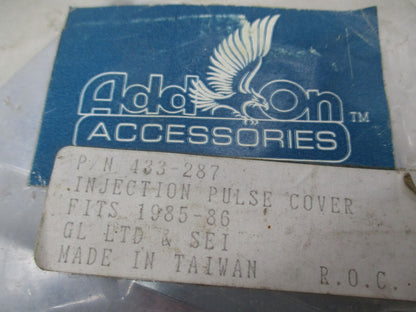 Add On TM
ACCESSORIES
P/N 433-287
INJECTION PULSE COVER
FITS 1985-86
GL LTD & SEI
MADE IN TAIWAN R.O.C..